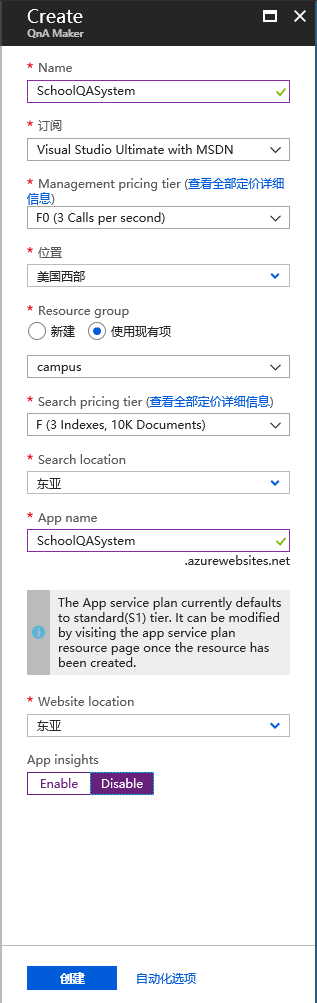 Create
QnA Maker
* Name
SchoolQASystem
* 订阅
Visual Studio Ultimate with MSDN
* Management pricing tier (查看全部定价详细
信息)
F0 (3 Calls per second)
* 位置
美国西部
* Resource group
新建 使用现有项
campus
* Search pricing tier (查看全部定价详细信息)
F (3 Indexes, 10K Documents)
* Search location
东亚
* App name
SchoolQASystem
.azurewebsites.net
The App service plan currently defaults
to standard(S1) tier. It can be modified
by visiting the app service plan
resource page once the resource has
been created.
* Website location
东亚
App insights
Enable Disable
创建 自动化选项